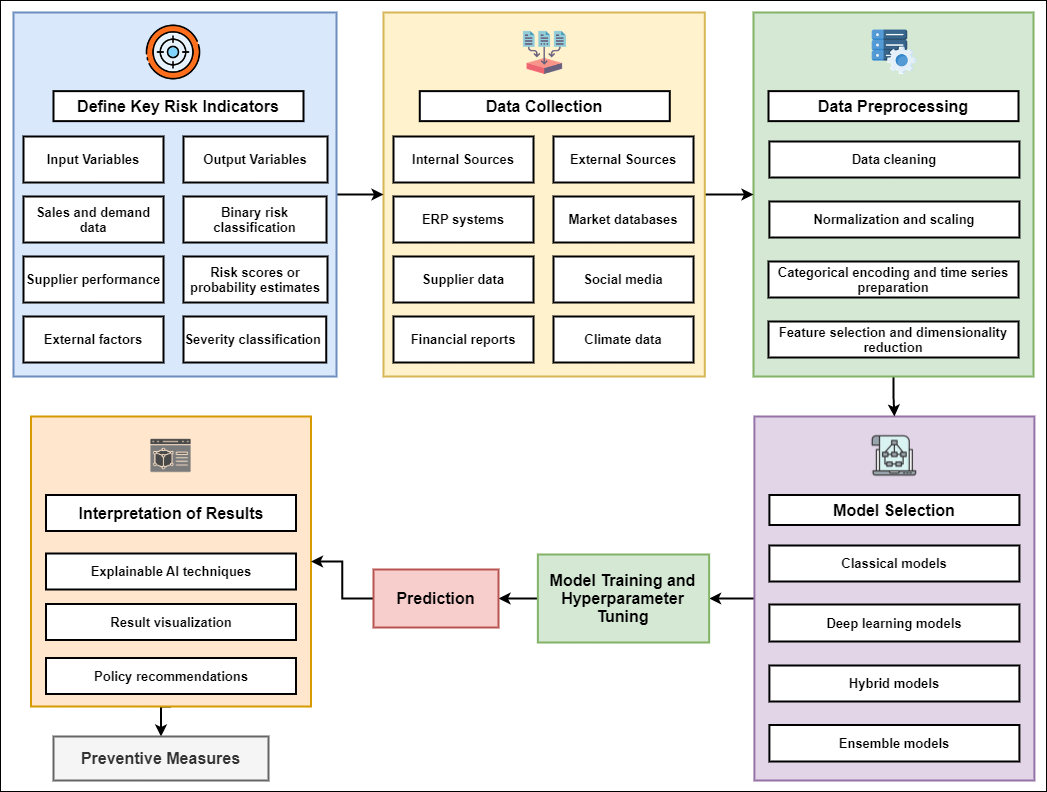 Define Key Risk Indicators
Input Variables
Output Variables
Sales and demand
data
Binary risk
classification
Supplier performance
Risk scores or
probability estimates
External factors
Severity classification
Data Collection
Internal Sources
External Sources
ERP systems
Market databases
Supplier data
Social media
Financial reports
Climate data
Data Preprocessing
Data cleaning
Normalization and scaling
Categorical encoding and time series
preparation
Feature selection and dimensionality
reduction
Model Selection
Classical models
Deep learning models
Hybrid models
Ensemble models
Model Training and
Hyperparameter
Tuning
Prediction
Interpretation of Results
Explainable AI techniques
Result visualization
Policy recommendations
Preventive Measures